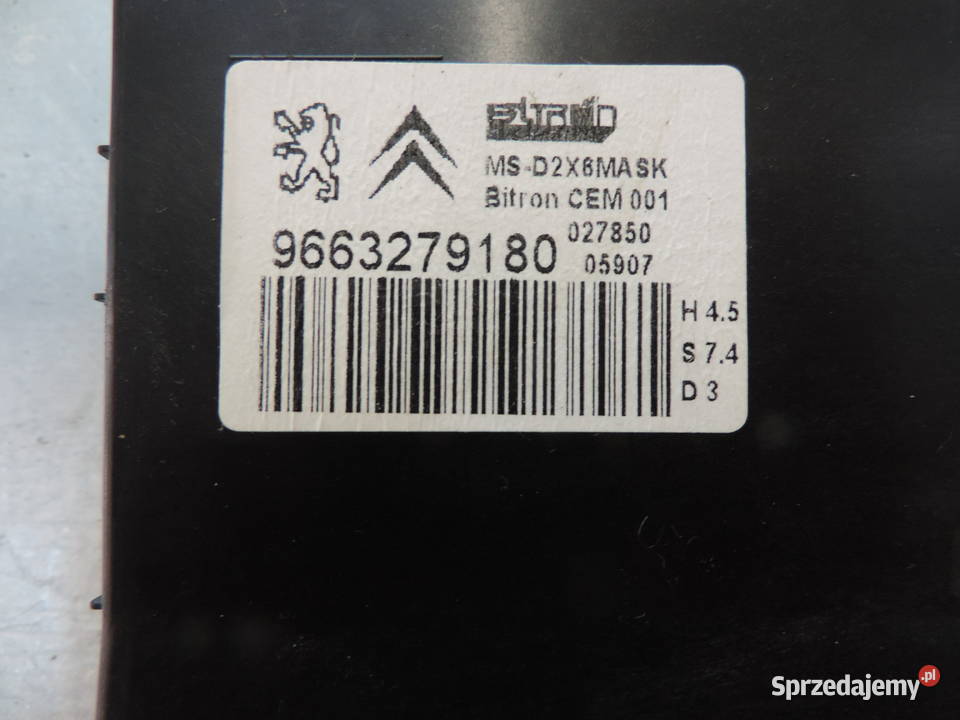 BITRON
MS-D2X6MASK
Bitron CEM 001
9663279180
027850
05907
H 4.5
S 7.4
D 3
Sprzedajemy.pl